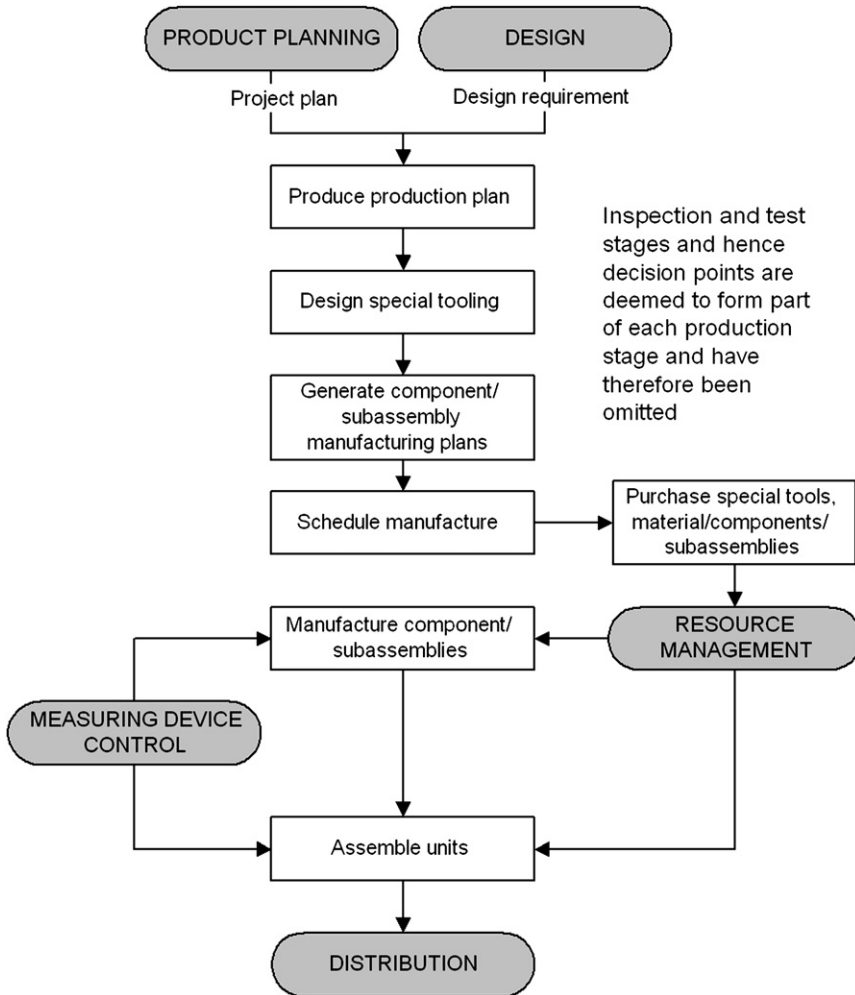 PRODUCT PLANNING
DESIGN
Project plan
Design requirement
Produce production plan
Inspection and test
stages and hence
decision points are
deemed to form part
of each production
stage and have
therefore been
omitted
Design special tooling
Generate component/
subassembly
manufacturing plans
Schedule manufacture
Purchase special tools,
material/components/
subassemblies
Manufacture component/
subassemblies
RESOURCE
MANAGEMENT
MEASURING DEVICE
CONTROL
Assemble units
DISTRIBUTION